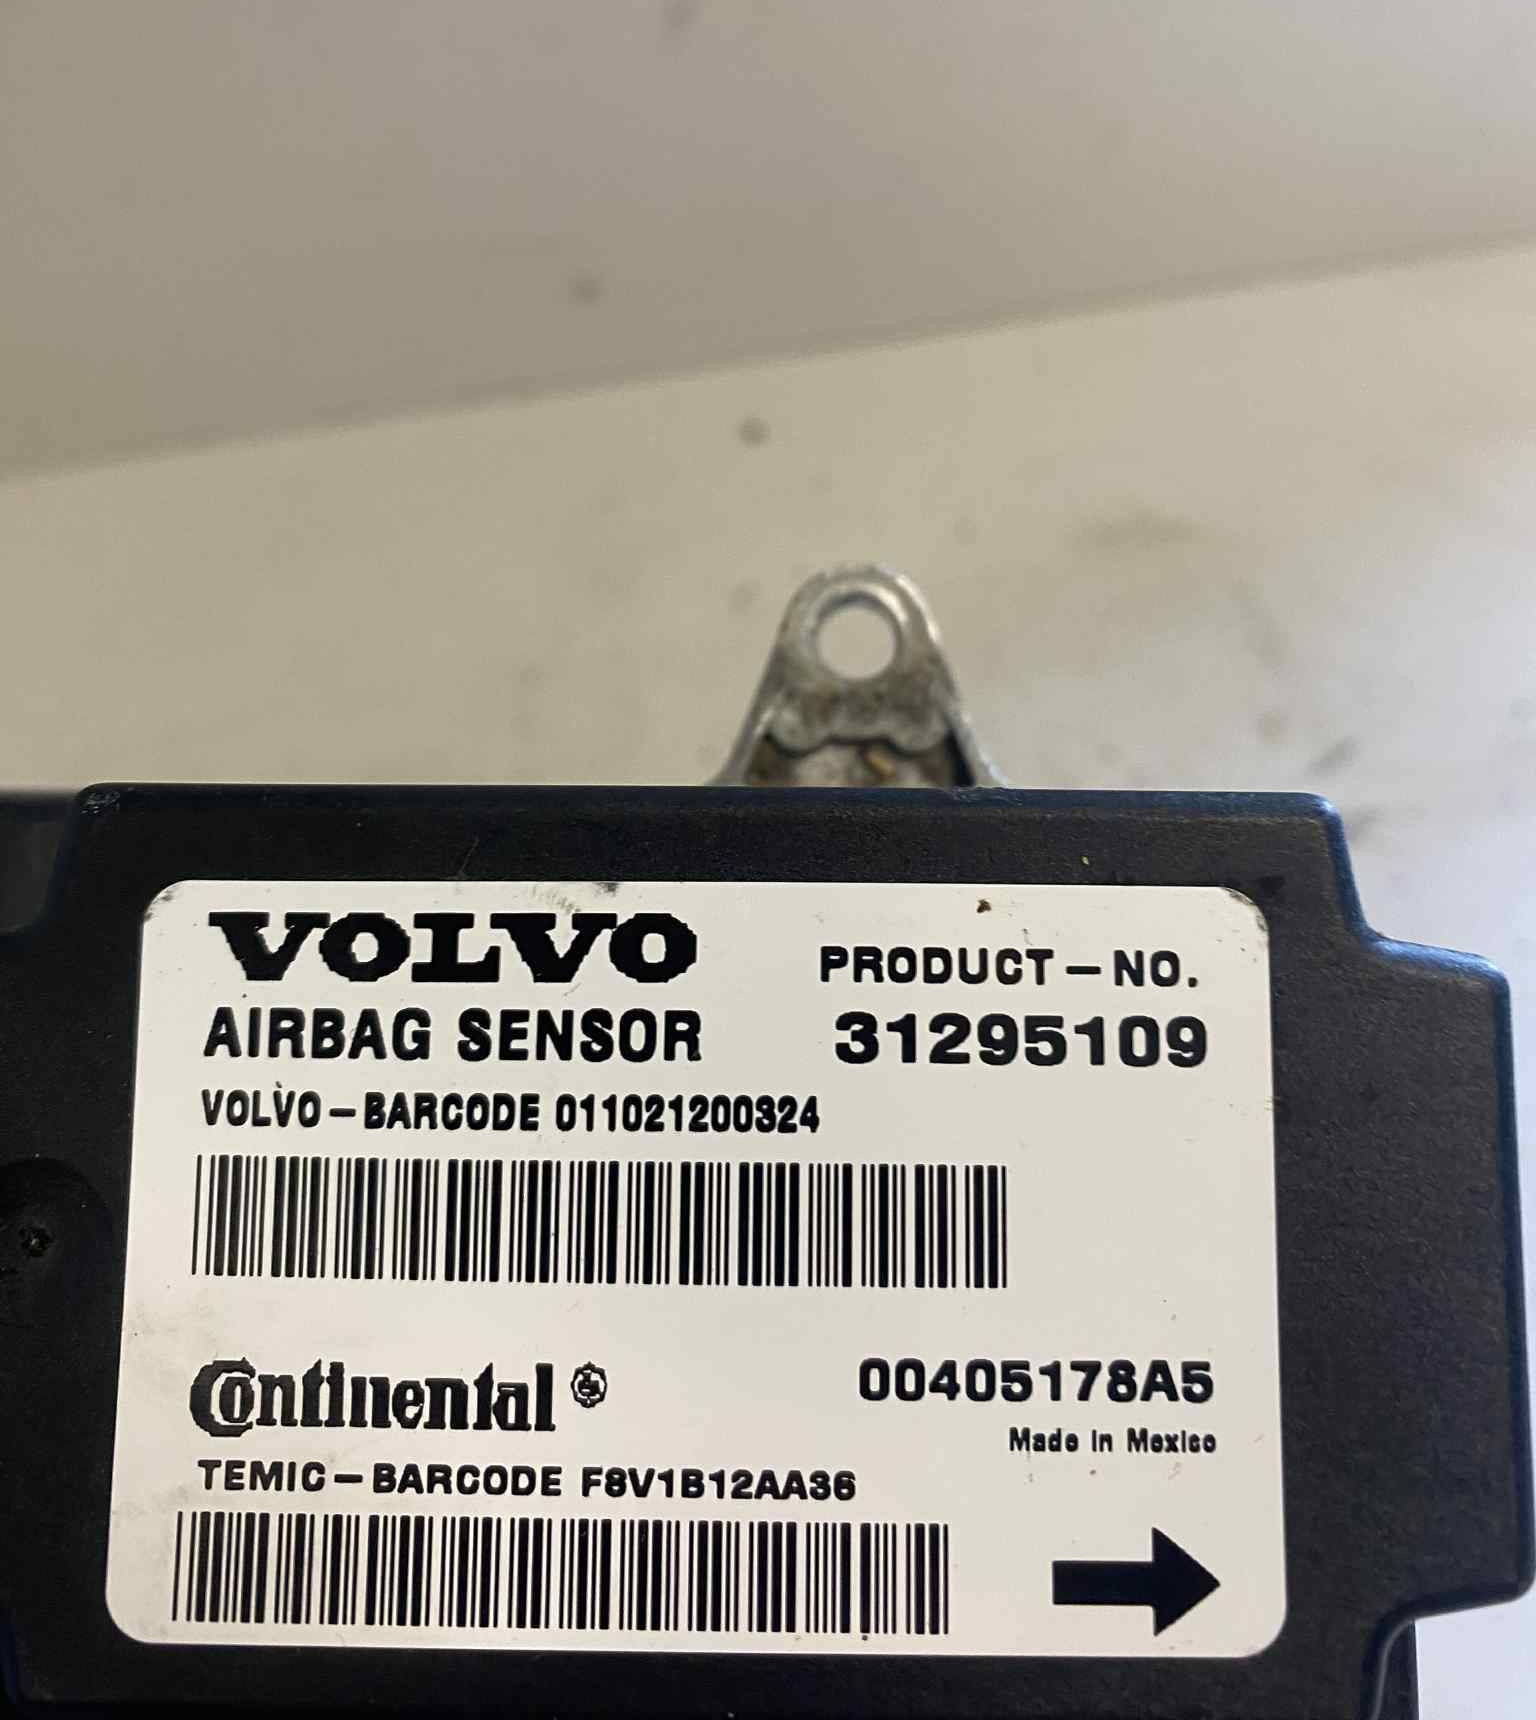 VOLVO
PRODUCT-NO.
AIRBAG SENSOR
31295109
VOLVO-BARCODE 011021200324
Continental®
00405178A5
Made in Mexico
TEMIC-BARCODE F8V1B12AA36